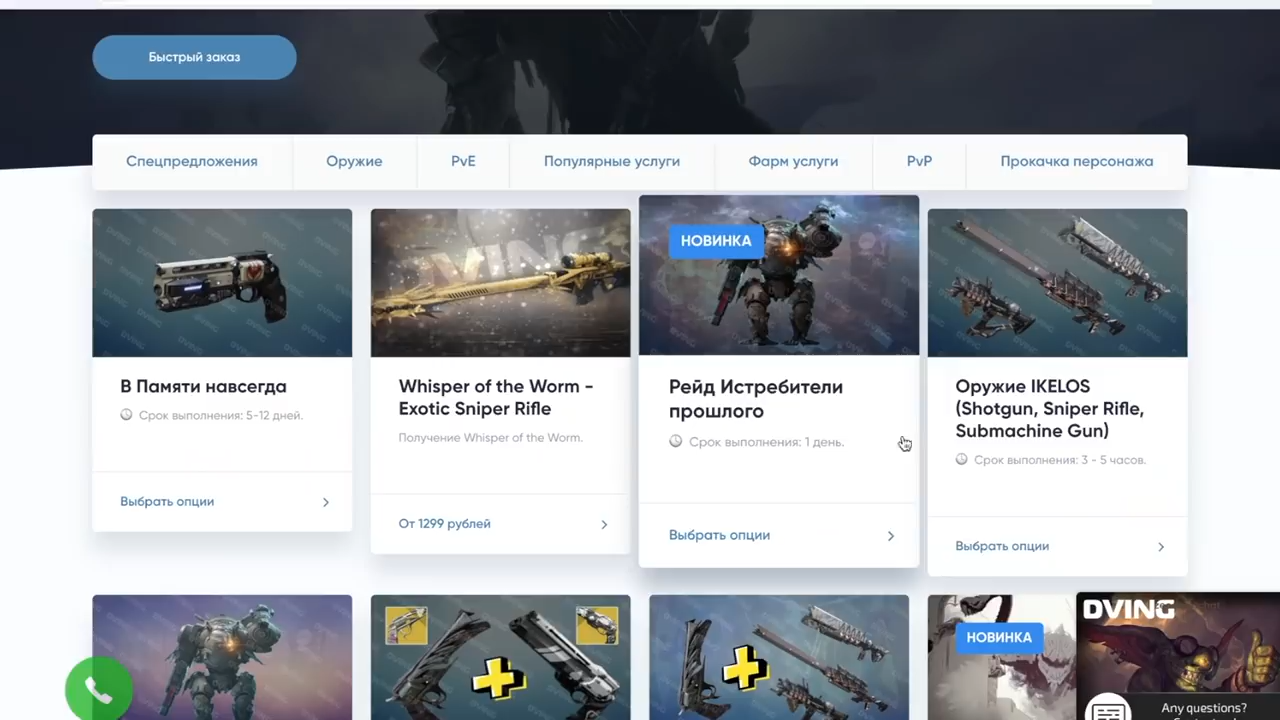 Быстрый заказ
Спецпредложения
Оружие
PvE
Популярные услуги
Фарм услуги
PvP
Прокачка персонажа
DVING
НОВИНКА
В Памяти навсегда
Срок выполнения: 5-12 дней.
Выбрать опции
Whisper of the Worm -
Exotic Sniper Rifle
Получение Whisper of the Worm.
От 1299 рублей
Рейд Истребители
прошлого
Срок выполнения: 1 день.
Выбрать опции
Оружие IKELOS
(Shotgun, Sniper Rifle,
Submachine Gun)
Срок выполнения: 3 - 5 часов.
Выбрать опции
НОВИНКА
DVING
Any questions?